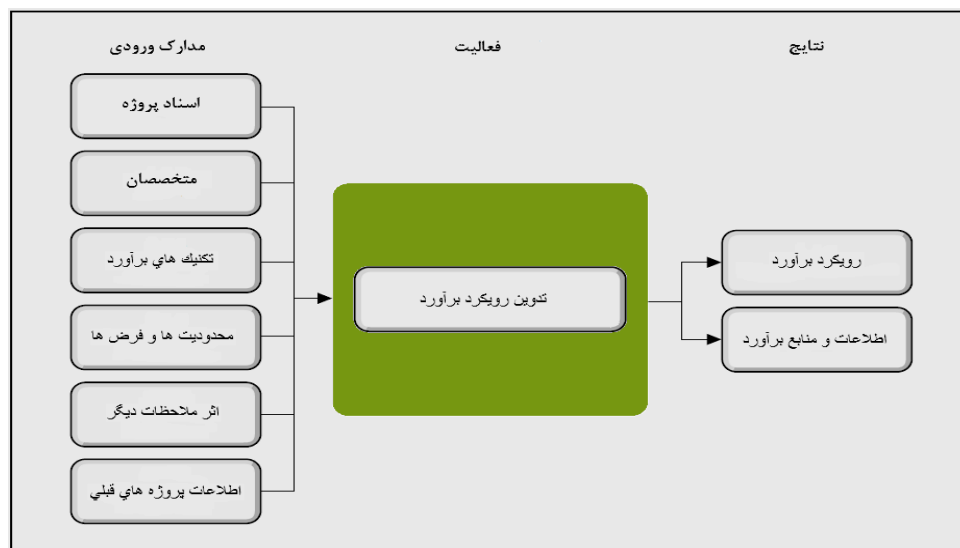 مدارک ورودی
فعالیت
نتایج
اسناد پروژه
متخصصان
تكنيك هاي برآورد
محدودیت ها و فرض ها
اثر ملاحظات دیگر
اطلاعات پروژه هاي قبلي
تدوین رویکرد برآورد
رویکرد برآورد
اطلاعات و منابع برآورد